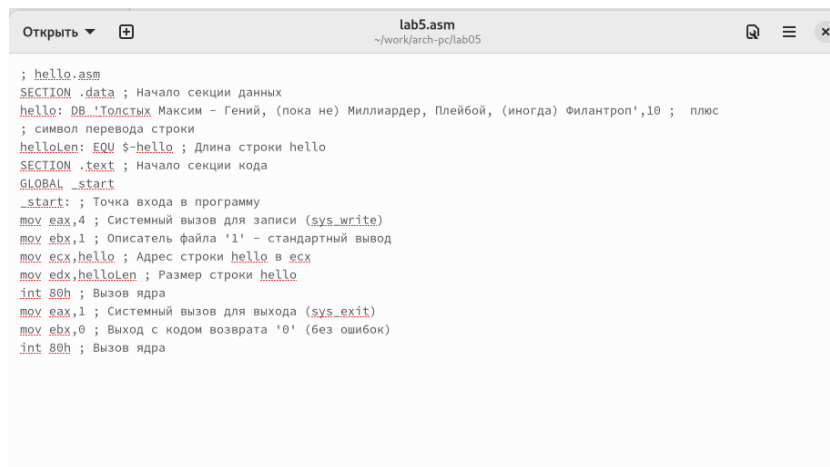 Открыть
lab5.asm
~/work/arch-pc/lab05
; hello.asm
SECTION .data ; Начало секции данных
hello: DB 'Толстых Максим - Гений, (пока не) Миллиардер, Плейбой, (иногда) Филантроп',10 ;  плюс
; символ перевода строки
helloLen: EQU $-hello ; Длина строки hello
SECTION .text ; Начало секции кода
GLOBAL _start
_start: ; Точка входа в программу
mov eax,4 ; Системный вызов для записи (sys_write)
mov ebx,1 ; Описатель файла '1' - стандартный вывод
mov ecx,hello ; Адрес строки hello в ecx
mov edx,helloLen ; Размер строки hello
int 80h ; Вызов ядра
mov eax,1 ; Системный вызов для выхода (sys_exit)
mov ebx,0 ; Выход с кодом возврата '0' (без ошибок)
int 80h ; Вызов ядра